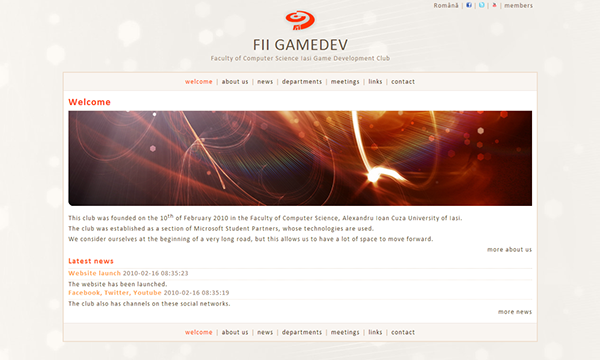 Română | | | | members
FII GAMEDEV
Faculty of Computer Science Iasi Game Development Club
welcome | about us | news | departments | meetings | links | contact
Welcome
This club was founded on the 10th of February 2010 in the Faculty of Computer Science, Alexandru Ioan Cuza University of Iasi.
The club was established as a section of Microsoft Student Partners, whose technologies are used.
We consider ourselves at the beginning of a very long road, but this allows us to have a lot of space to move forward.
more about us
Latest news
Website launch 2010-02-16 08:35:23
The website has been launched.
Facebook, Twitter, Youtube 2010-02-16 08:35:19
The club also has channels on these social networks.
more news
welcome | about us | news | departments | meetings | links | contact